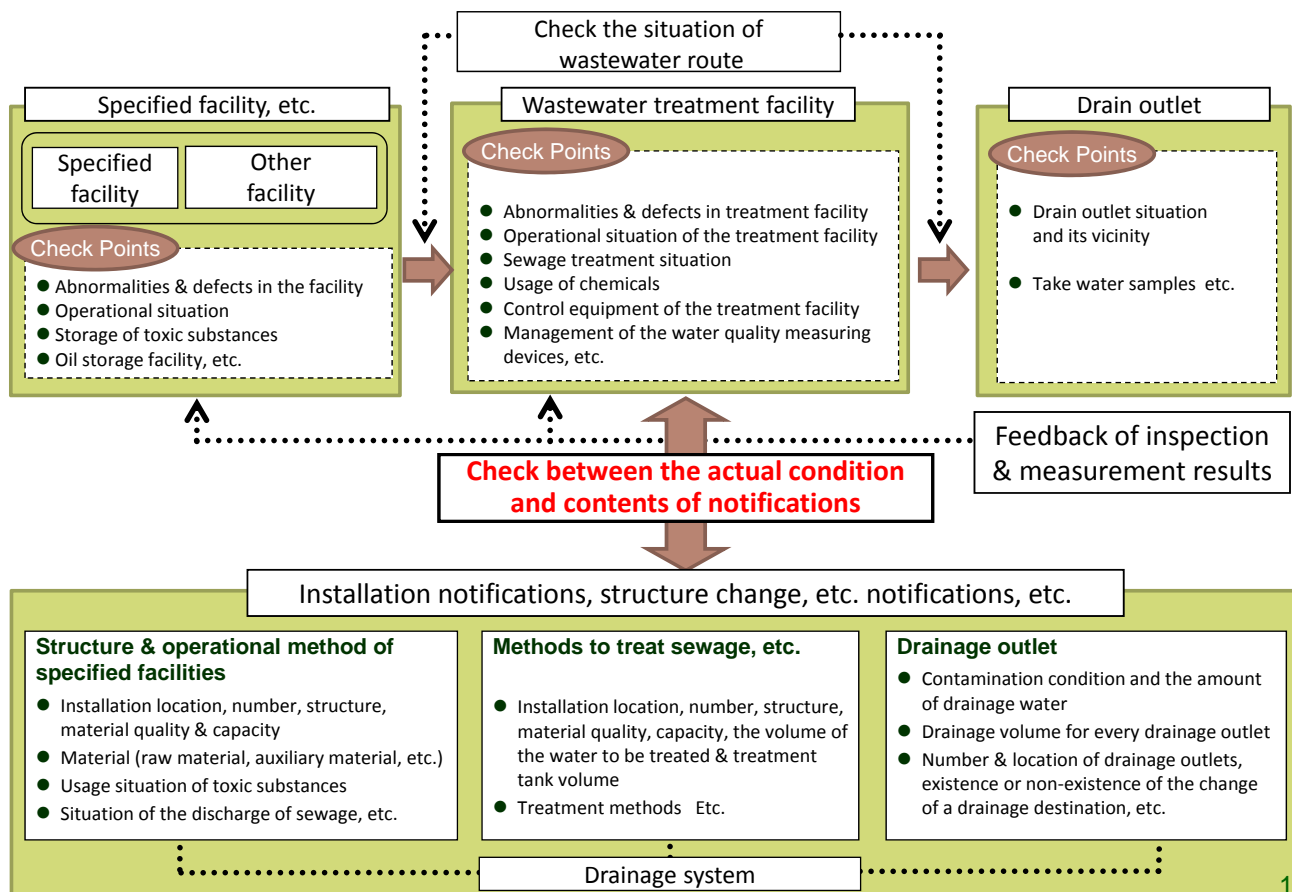 Check the situation of
wastewater route
Specified facility, etc.
Specified
facility
Other
facility
Check Points
● Abnormalities & defects in the facility
● Operational situation
● Storage of toxic substances
● Oil storage facility, etc.
Wastewater treatment facility
Check Points
● Abnormalities & defects in treatment facility
● Operational situation of the treatment facility
● Sewage treatment situation
● Usage of chemicals
● Control equipment of the treatment facility
● Management of the water quality measuring
devices, etc.
Drain outlet
Check Points
● Drain outlet situation
and its vicinity
● Take water samples etc.
Feedback of inspection
& measurement results
Check between the actual condition
and contents of notifications
Installation notifications, structure change, etc. notifications, etc.
Structure & operational method of
specified facilities
● Installation location, number, structure,
material quality & capacity
● Material (raw material, auxiliary material, etc.)
● Usage situation of toxic substances
● Situation of the discharge of sewage, etc.
Methods to treat sewage, etc.
● Installation location, number, structure,
material quality, capacity, the volume of
the water to be treated & treatment
tank volume
● Treatment methods Etc.
Drainage outlet
● Contamination condition and the amount
of drainage water
● Drainage volume for every drainage outlet
● Number & location of drainage outlets,
existence or non-existence of the change
of a drainage destination, etc.
Drainage system
1